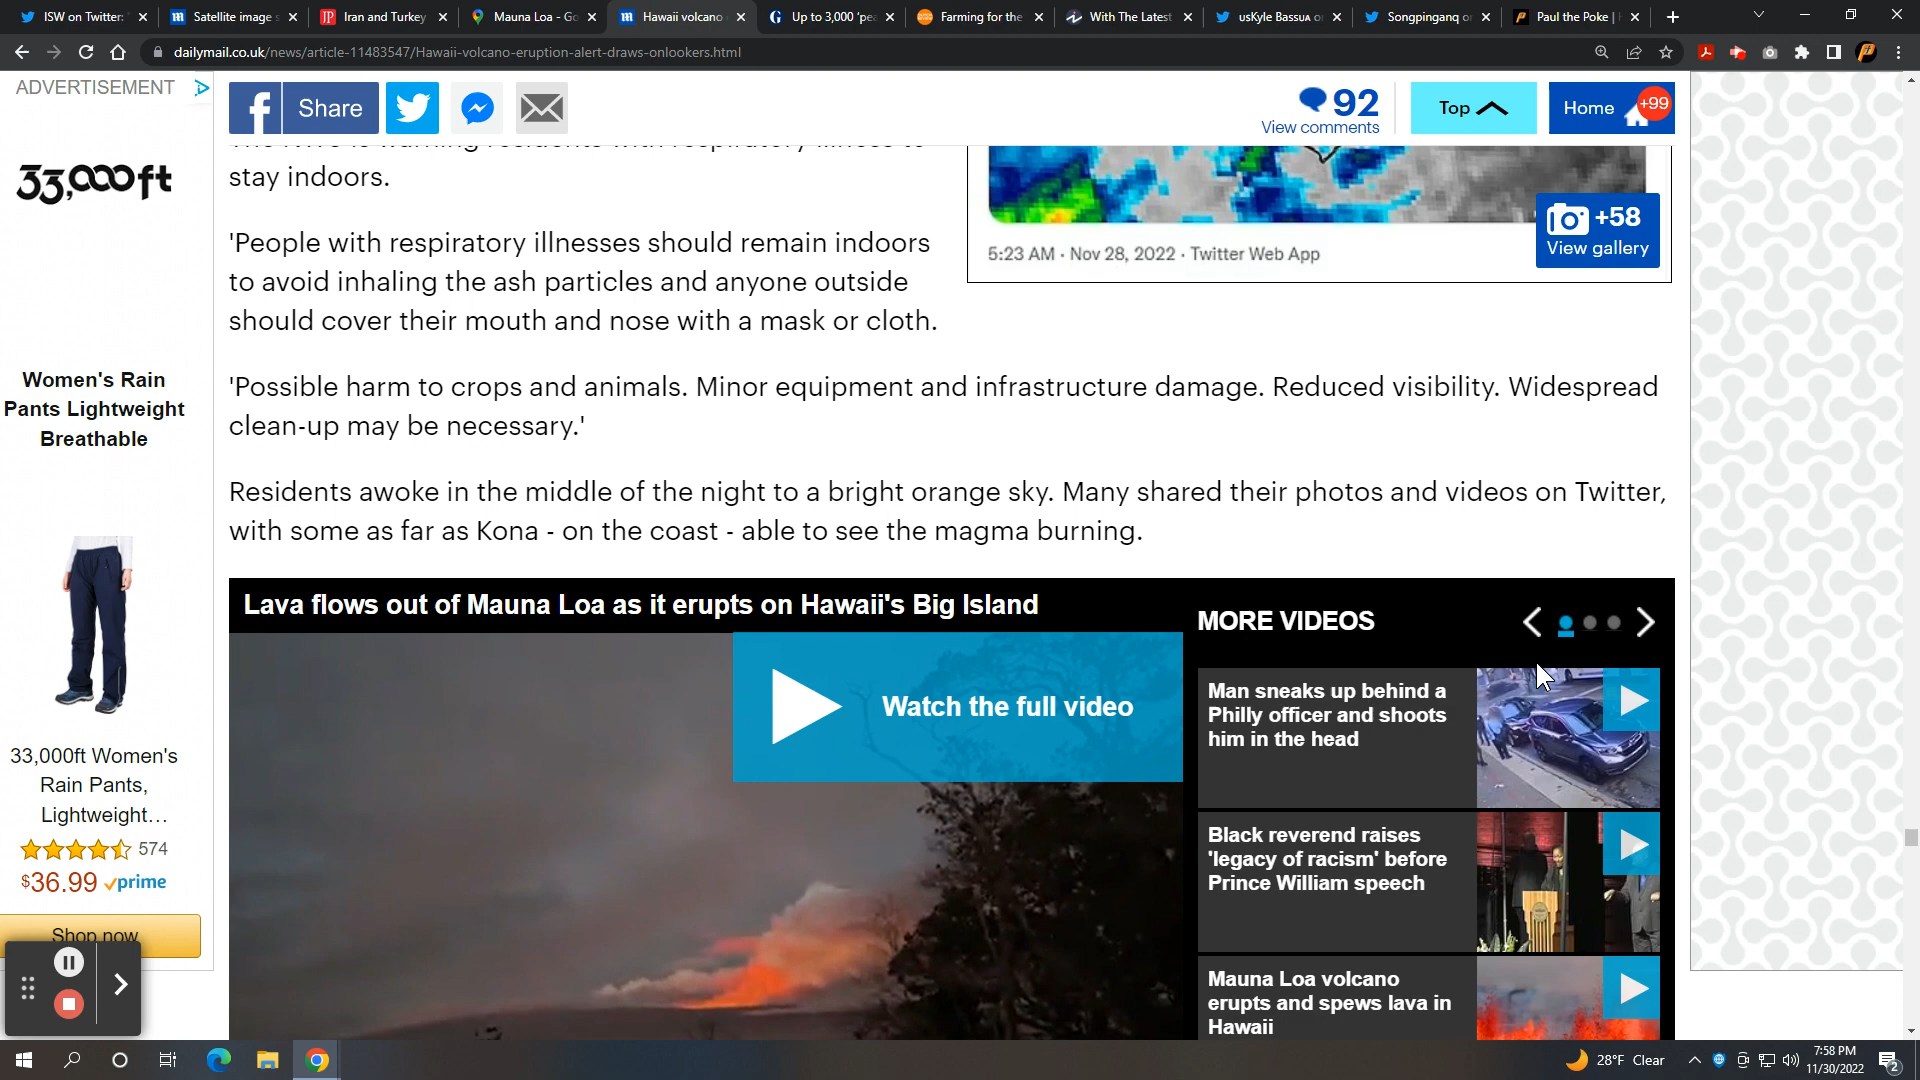 ISW on Twitter:
Satellite image s
Iran and Turkey
Mauna Loa - Go
Hawaii volcano
Up to 3,000 'pe
Farming for the
With The Latest
usKyle Bassua o
Songpinganq o
Paul the Poke |
dailymail.co.uk/news/article-11483547/Hawaii-volcano-eruption-alert-draws-onlookers.html
ADVERTISEMENT
Share
92
View comments
Top
Home
+99
33,000ft
stay indoors.
+58
View gallery
5:23 AM · Nov 28, 2022 · Twitter Web App
'People with respiratory illnesses should remain indoors
to avoid inhaling the ash particles and anyone outside
should cover their mouth and nose with a mask or cloth.
'Possible harm to crops and animals. Minor equipment and infrastructure damage. Reduced visibility. Widespread
clean-up may be necessary.'
Residents awoke in the middle of the night to a bright orange sky. Many shared their photos and videos on Twitter,
with some as far as Kona - on the coast - able to see the magma burning.
Women's Rain
Pants Lightweight
Breathable
33,000ft Women's
Rain Pants,
Lightweight...
574
$36.99 prime
Shop now
Lava flows out of Mauna Loa as it erupts on Hawaii's Big Island
Watch the full video
MORE VIDEOS
Man sneaks up behind a
Philly officer and shoots
him in the head
Black reverend raises
'legacy of racism' before
Prince William speech
Mauna Loa volcano
erupts and spews lava in
Hawaii
28°F Clear
7:58 PM
11/30/2022
2